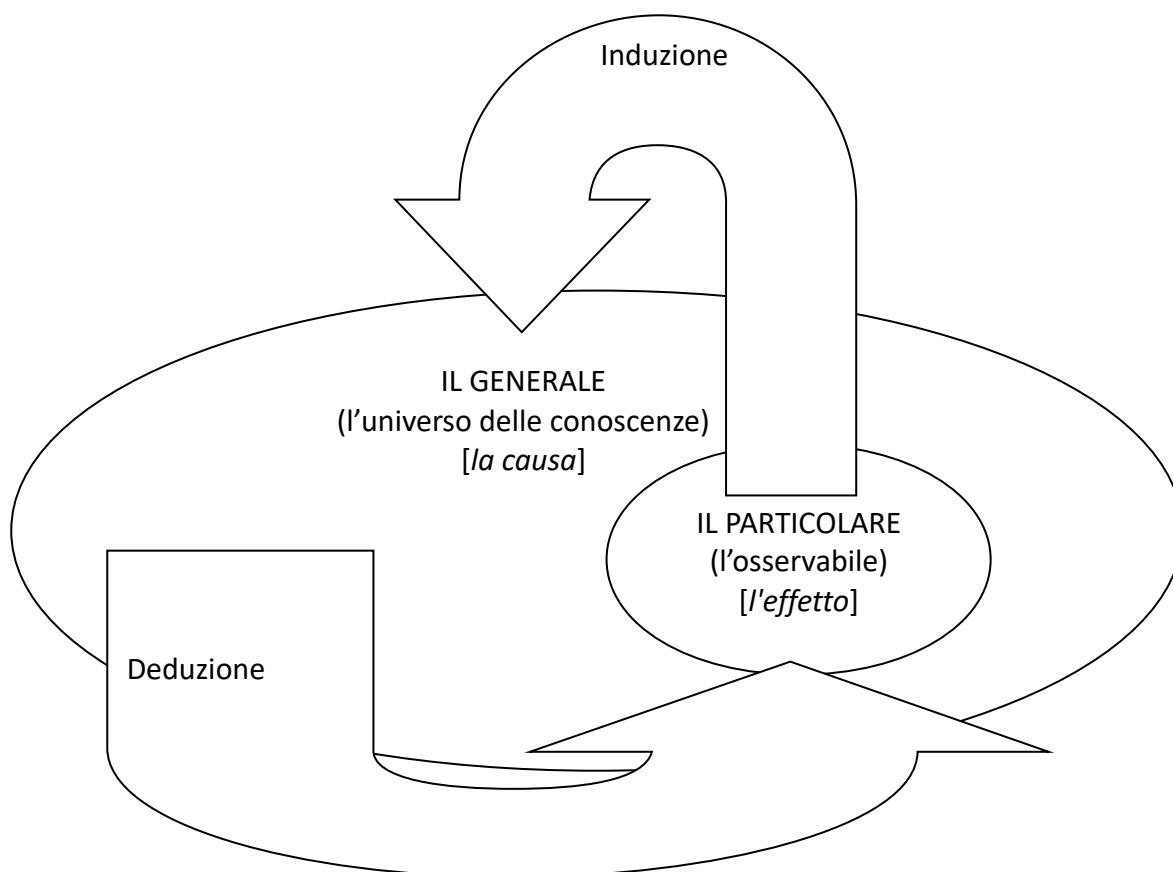 Induzione
IL GENERALE
(l’universo delle conoscenze)
[la causa]
IL PARTICOLARE
(l’osservabile)
[l'effetto]
Deduzione